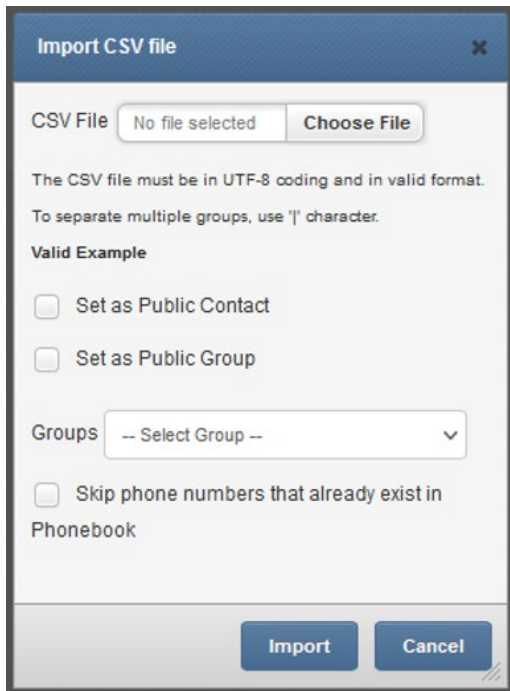 Import CSV file
CSV File No file selected Choose File
The CSV file must be in UTF-8 coding and in valid format.
To separate multiple groups, use '|' character.
Valid Example
Set as Public Contact
Set as Public Group
Groups -- Select Group --
Skip phone numbers that already exist in
Phonebook
Import Cancel